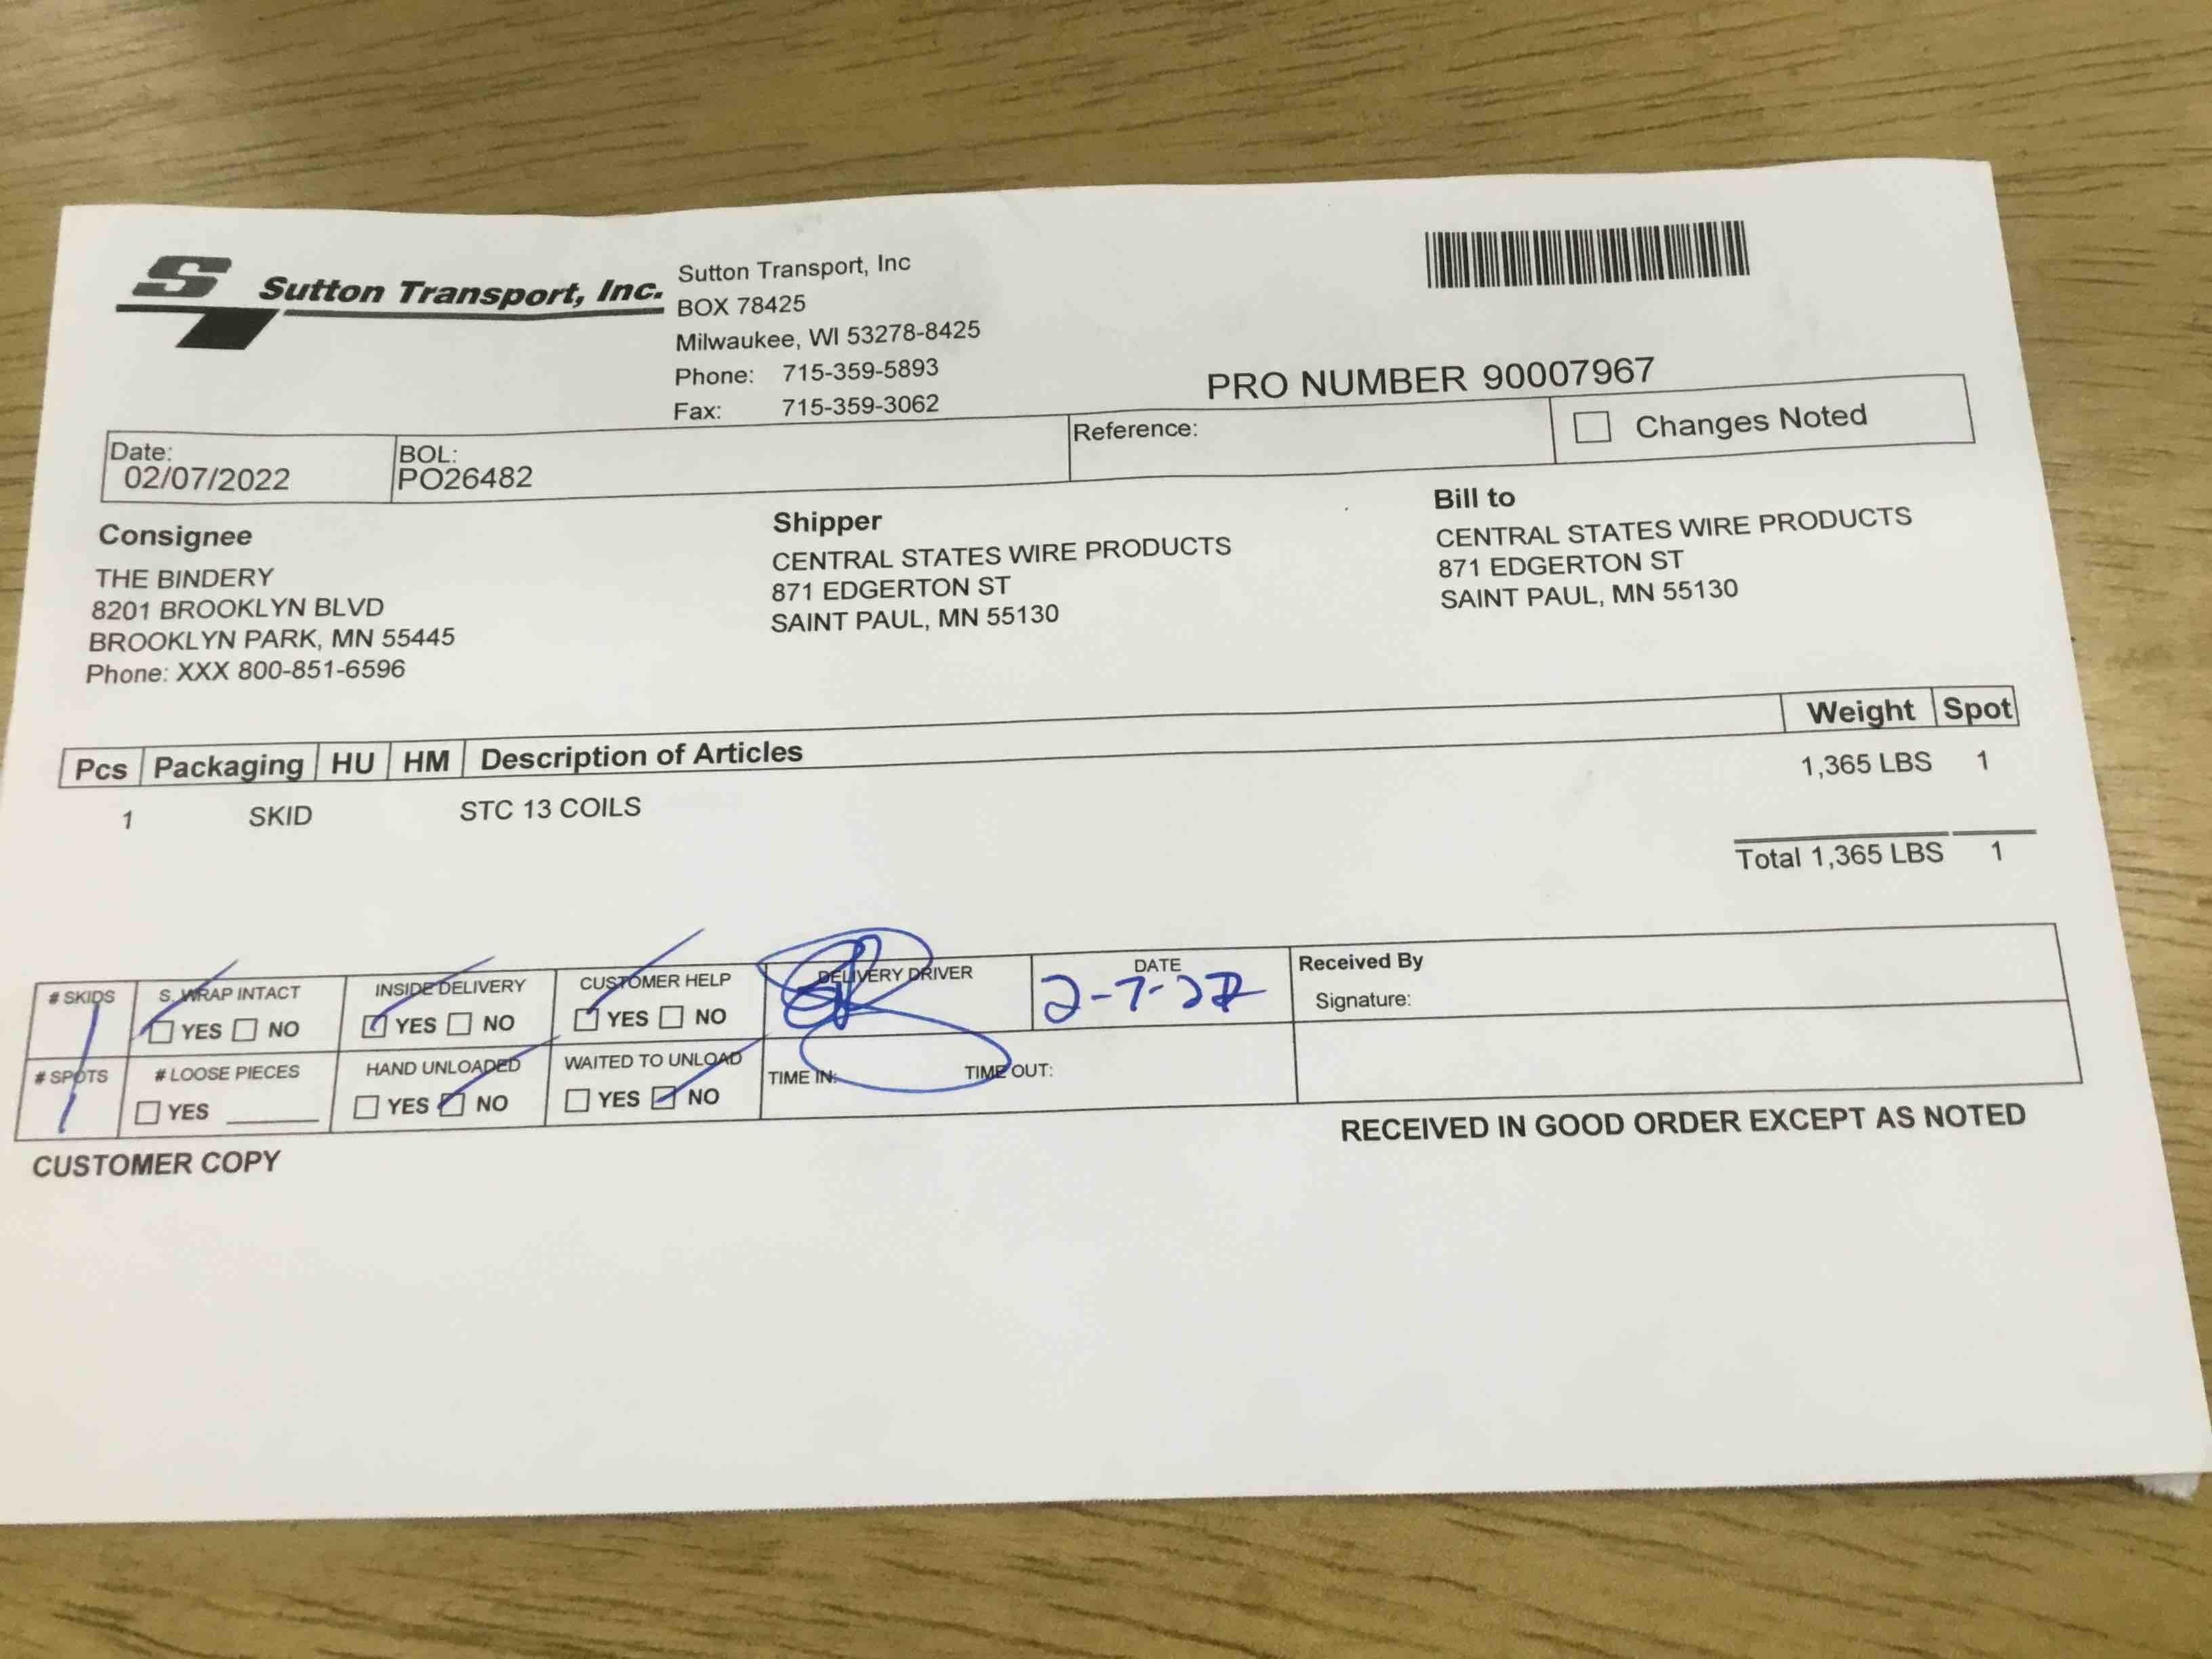 S
Sutton Transport, Inc.
Sutton Transport, Inc
BOX 78425
Milwaukee, WI 53278-8425
Phone: 715-359-5893
Fax: 715-359-3062
PRO NUMBER 90007967
Date:
02/07/2022
BOL:
PO26482
Reference:
Changes Noted
Consignee
THE BINDERY
8201 BROOKLYN BLVD
BROOKLYN PARK, MN 55445
Phone: XXX 800-851-6596
Shipper
CENTRAL STATES WIRE PRODUCTS
871 EDGERTON ST
SAINT PAUL, MN 55130
Bill to
CENTRAL STATES WIRE PRODUCTS
871 EDGERTON ST
SAINT PAUL, MN 55130
Pcs Packaging HU HM Description of Articles Weight Spot
1 SKID STC 13 COILS 1,365 LBS 1
Total 1,365 LBS 1
# SKIDS
1
S. WRAP INTACT
YES NO
INSIDE DELIVERY
YES NO
CUSTOMER HELP
YES NO
DELIVERY DRIVER
DATE
2-7-22
Received By
Signature:
# SPOTS
1
# LOOSE PIECES
YES
HAND UNLOADED
YES NO
WAITED TO UNLOAD
YES NO
TIME IN: TIME OUT:
CUSTOMER COPY
RECEIVED IN GOOD ORDER EXCEPT AS NOTED